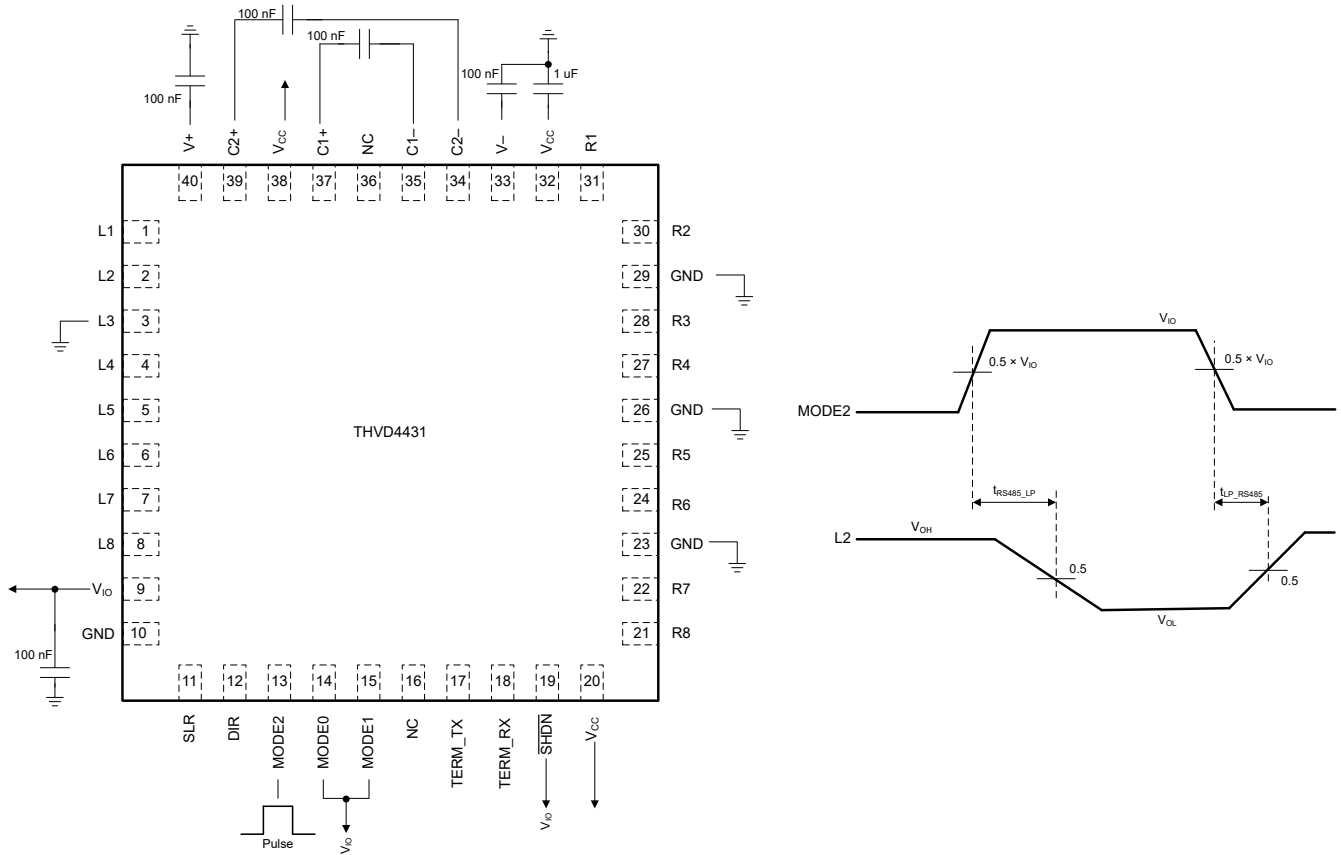 100 nF
100 nF
100 nF
100 nF
1 uF
V+
C2+
VCC
C1+
NC
C1–
C2–
V–
VCC
R1
40
39
38
37
36
35
34
33
32
31
L1 1
L2 2
L3 3
L4 4
L5 5
L6 6
L7 7
L8 8
VIO 9
GND 10
100 nF
THVD4431
30 R2
29 GND
28 R3
27 R4
26 GND
25 R5
24 R6
23 GND
22 R7
21 R8
11
12
13
14
15
16
17
18
19
20
SLR
DIR
MODE2
MODE0
MODE1
NC
TERM_TX
TERM_RX
SHDN
VCC
Pulse
VIO
VIO
VIO
0.5 × VIO
0.5 × VIO
MODE2
tRS485_LP
tLP_RS485
VOH
L2
0.5
0.5
VOL